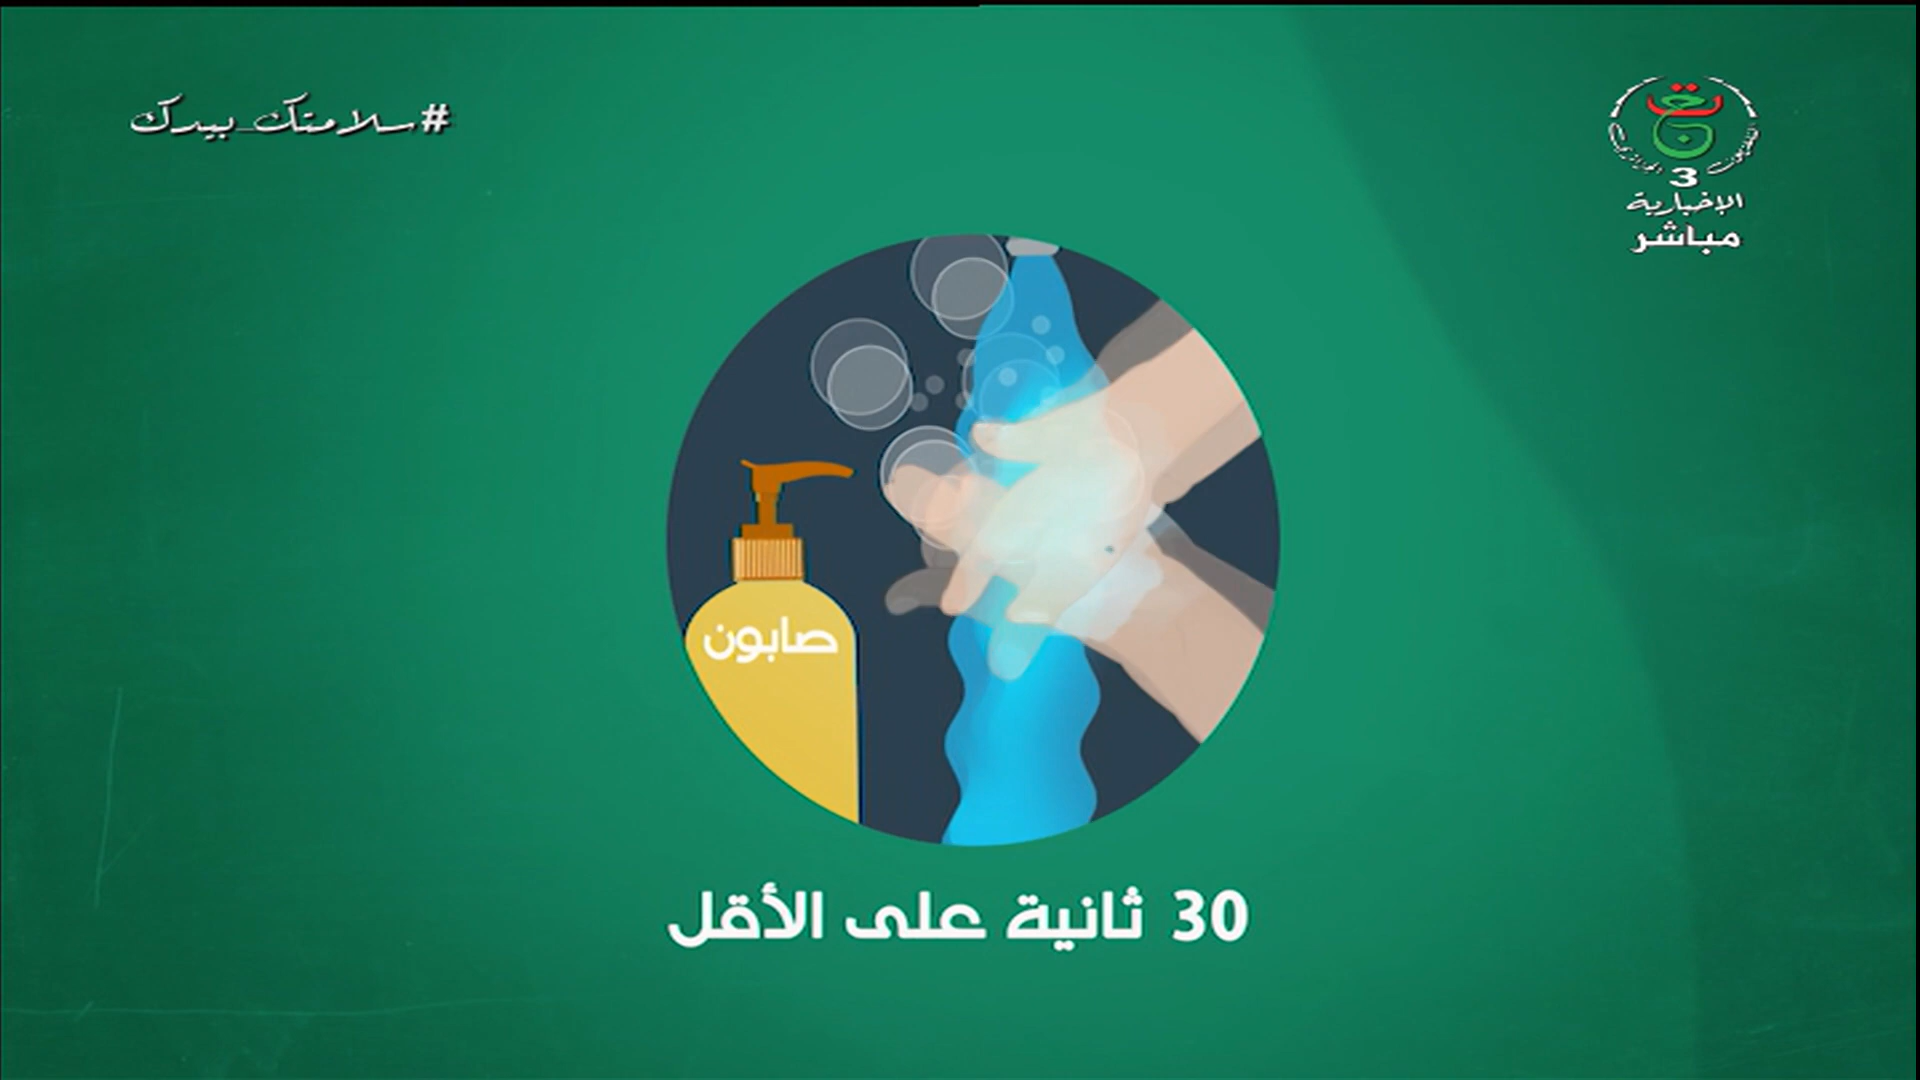 #سلامتك_بيدك
3
الإخبارية
مباشر
صابون
30 ثانية على الأقل